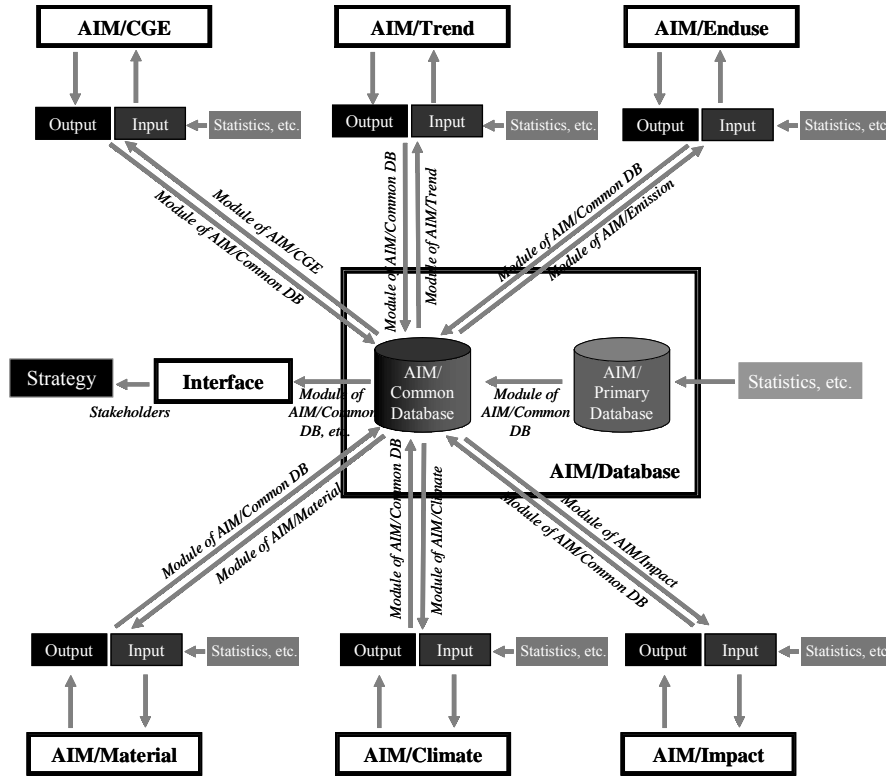 AIM/CGE
AIM/Trend
AIM/Enduse
Output
Input
Statistics, etc.
Output
Input
Statistics, etc.
Output
Input
Statistics, etc.
Module of AIM/CGE
Module of AIM/Common DB
Module of AIM/Common DB
Module of AIM/Trend
Module of AIM/Common DB
Module of AIM/Emission
Strategy
Stakeholders
Interface
Module of
AIM/Common
DB, etc.
AIM/
Common
Database
Module of
AIM/Common DB
AIM/
Primary
Database
Statistics, etc.
AIM/Database
Module of AIM/Common DB
Module of AIM/Material
Module of AIM/Common DB
Module of AIM/Climate
Module of AIM/Impact
Module of AIM/Common DB
Output
Input
Statistics, etc.
Output
Input
Statistics, etc.
Output
Input
Statistics, etc.
AIM/Material
AIM/Climate
AIM/Impact